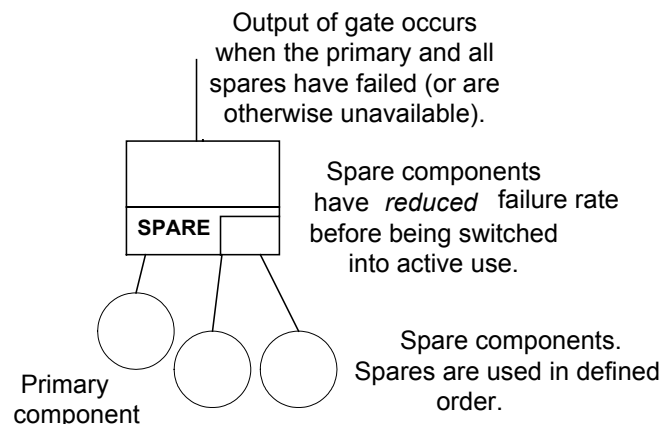 Output of gate occurs
when the primary and all
spares have failed (or are
otherwise unavailable).
Spare components
have reduced failure rate
before being switched
into active use.
SPARE
Spare components.
Spares are used in defined
order.
Primary
component